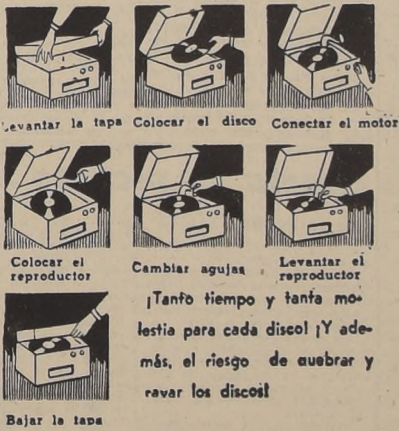 Levantar la tapa
Colocar el disco
Conectar el motor
Colocar el
reproductor
Cambiar agujas
Levantar el
reproductor
Bajar la tapa
¡Tanto tiempo y tanta mo-
lestia para cada disco! ¡Y ade-
más, el riesgo de quebrar y
rayar los discos!